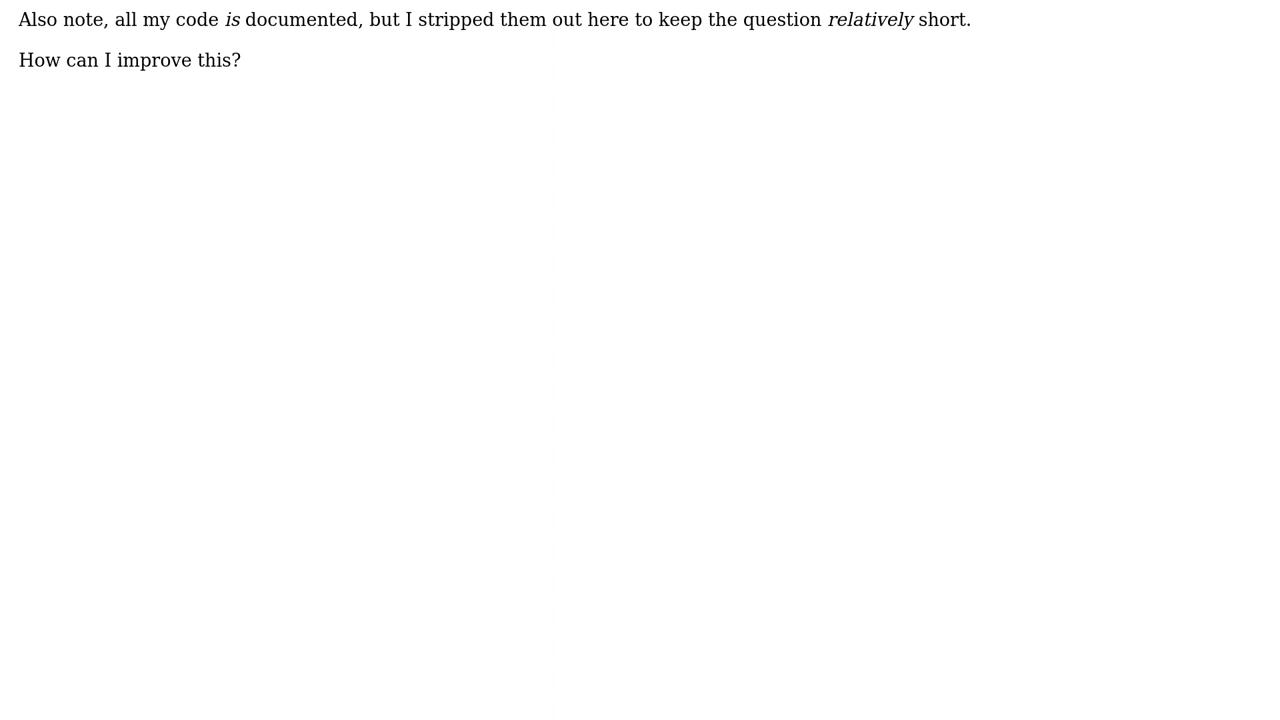 Also note, all my code is documented, but I stripped them out here to keep the question relatively short.
How can I improve this?